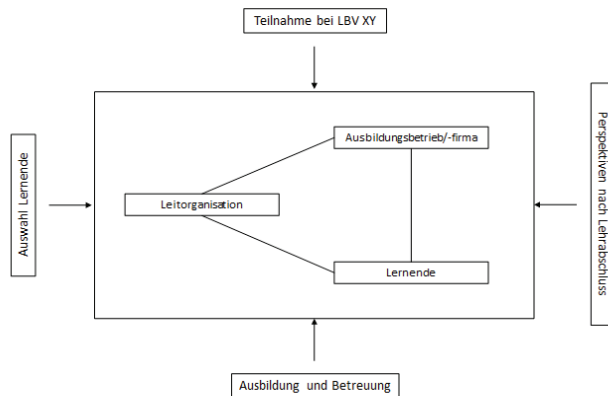 Teilnahme bei LBV XY
Ausbildungsbetrieb/-firma
Auswahl Lernende
Leitorganisation
Perspektiven nach Lehrabschluss
Lernende
Ausbildung und Betreuung